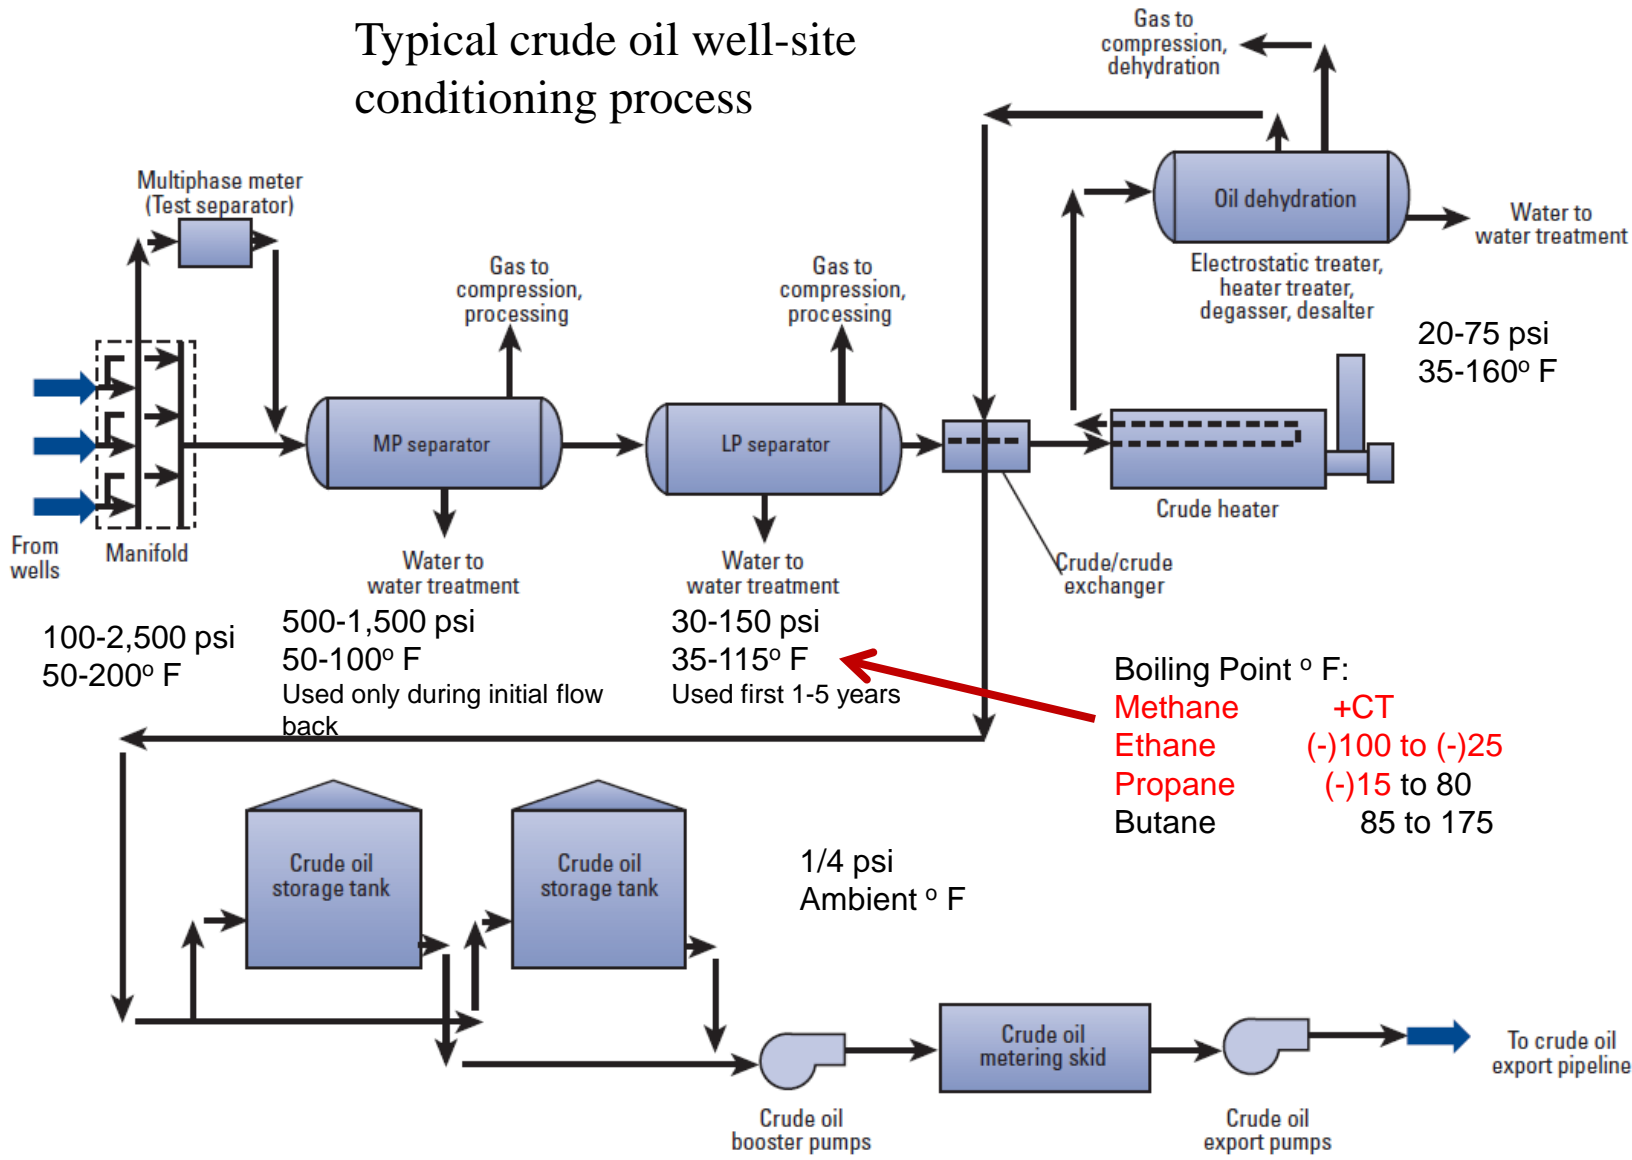 Typical crude oil well-site
conditioning process
Gas to
compression,
dehydration
Multiphase meter
(Test separator)
Oil dehydration
Water to
water treatment
Electrostatic treater,
heater treater,
degasser, desalter
20-75 psi
35-160º F
Gas to
compression,
processing
Gas to
compression,
processing
MP separator
LP separator
Crude heater
From
wells
Manifold
Water to
water treatment
Water to
water treatment
Crude/crude
exchanger
100-2,500 psi
50-200º F
500-1,500 psi
50-100º F
Used only during initial flow
back
30-150 psi
35-115º F
Used first 1-5 years
Boiling Point º F:
Methane +CT
Ethane (-)100 to (-)25
Propane (-)15 to 80
Butane 85 to 175
Crude oil
storage tank
Crude oil
storage tank
1/4 psi
Ambient º F
Crude oil
booster pumps
Crude oil
metering skid
Crude oil
export pumps
To crude oil
export pipeline